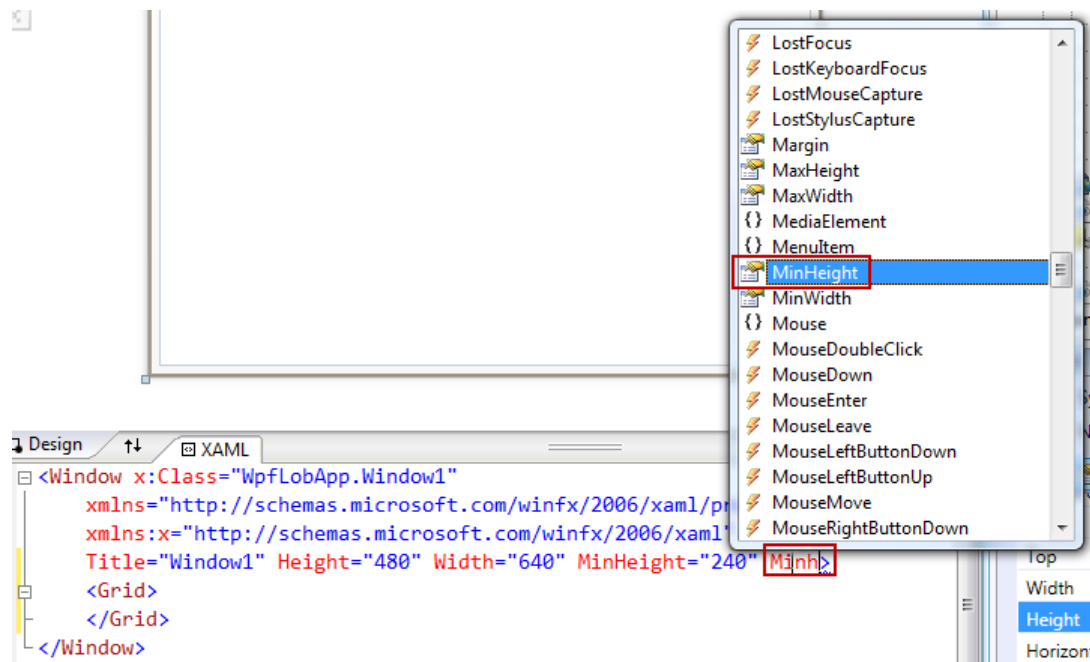 LostFocus
LostKeyboardFocus
LostMouseCapture
LostStylusCapture
Margin
MaxHeight
MaxWidth
{} MediaElement
{} MenuItem
MinHeight
MinWidth
{} Mouse
MouseDoubleClick
MouseDown
MouseEnter
MouseLeave
MouseLeftButtonDown
MouseLeftButtonUp
MouseMove
MouseRightButtonDown
Design XAML
<Window x:Class="WpfLobApp.Window1"
xmlns="http://schemas.microsoft.com/winfx/2006/xaml/pr
xmlns:x="http://schemas.microsoft.com/winfx/2006/xaml"
Title="Window1" Height="480" Width="640" MinHeight="240" Minh>
<Grid>
</Grid>
</Window>
Top
Width
Height
Horizon